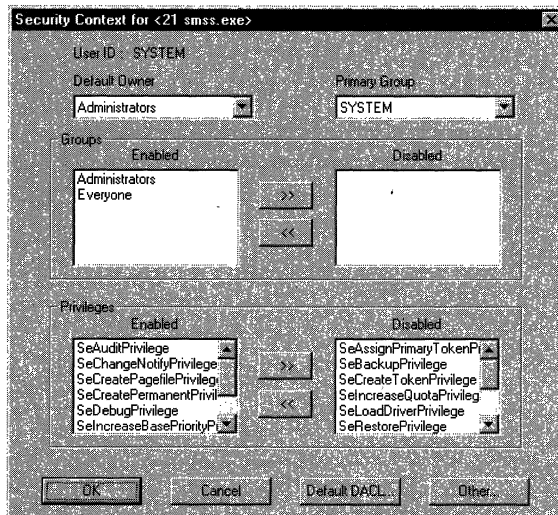 Security Context for <21 smss.exe>
User ID : SYSTEM
Default Owner
Primary Group
Administrators
SYSTEM
Groups
Enabled
Disabled
Administrators
Everyone
>>
<<
Privileges
Enabled
Disabled
SeAuditPrivilege
SeChangeNotifyPrivilege
SeCreatePagefilePrivileg
SeCreatePermanentPrivil
SeDebugPrivilege
SeIncreaseBasePriorityPr
>>
<<
SeAssignPrimaryTokenPr
SeBackupPrivilege
SeCreateTokenPrivilege
SeIncreaseQuotaPrivileg
SeLoadDriverPrivilege
SeRestorePrivilege
OK
Cancel
Default DACL...
Other...